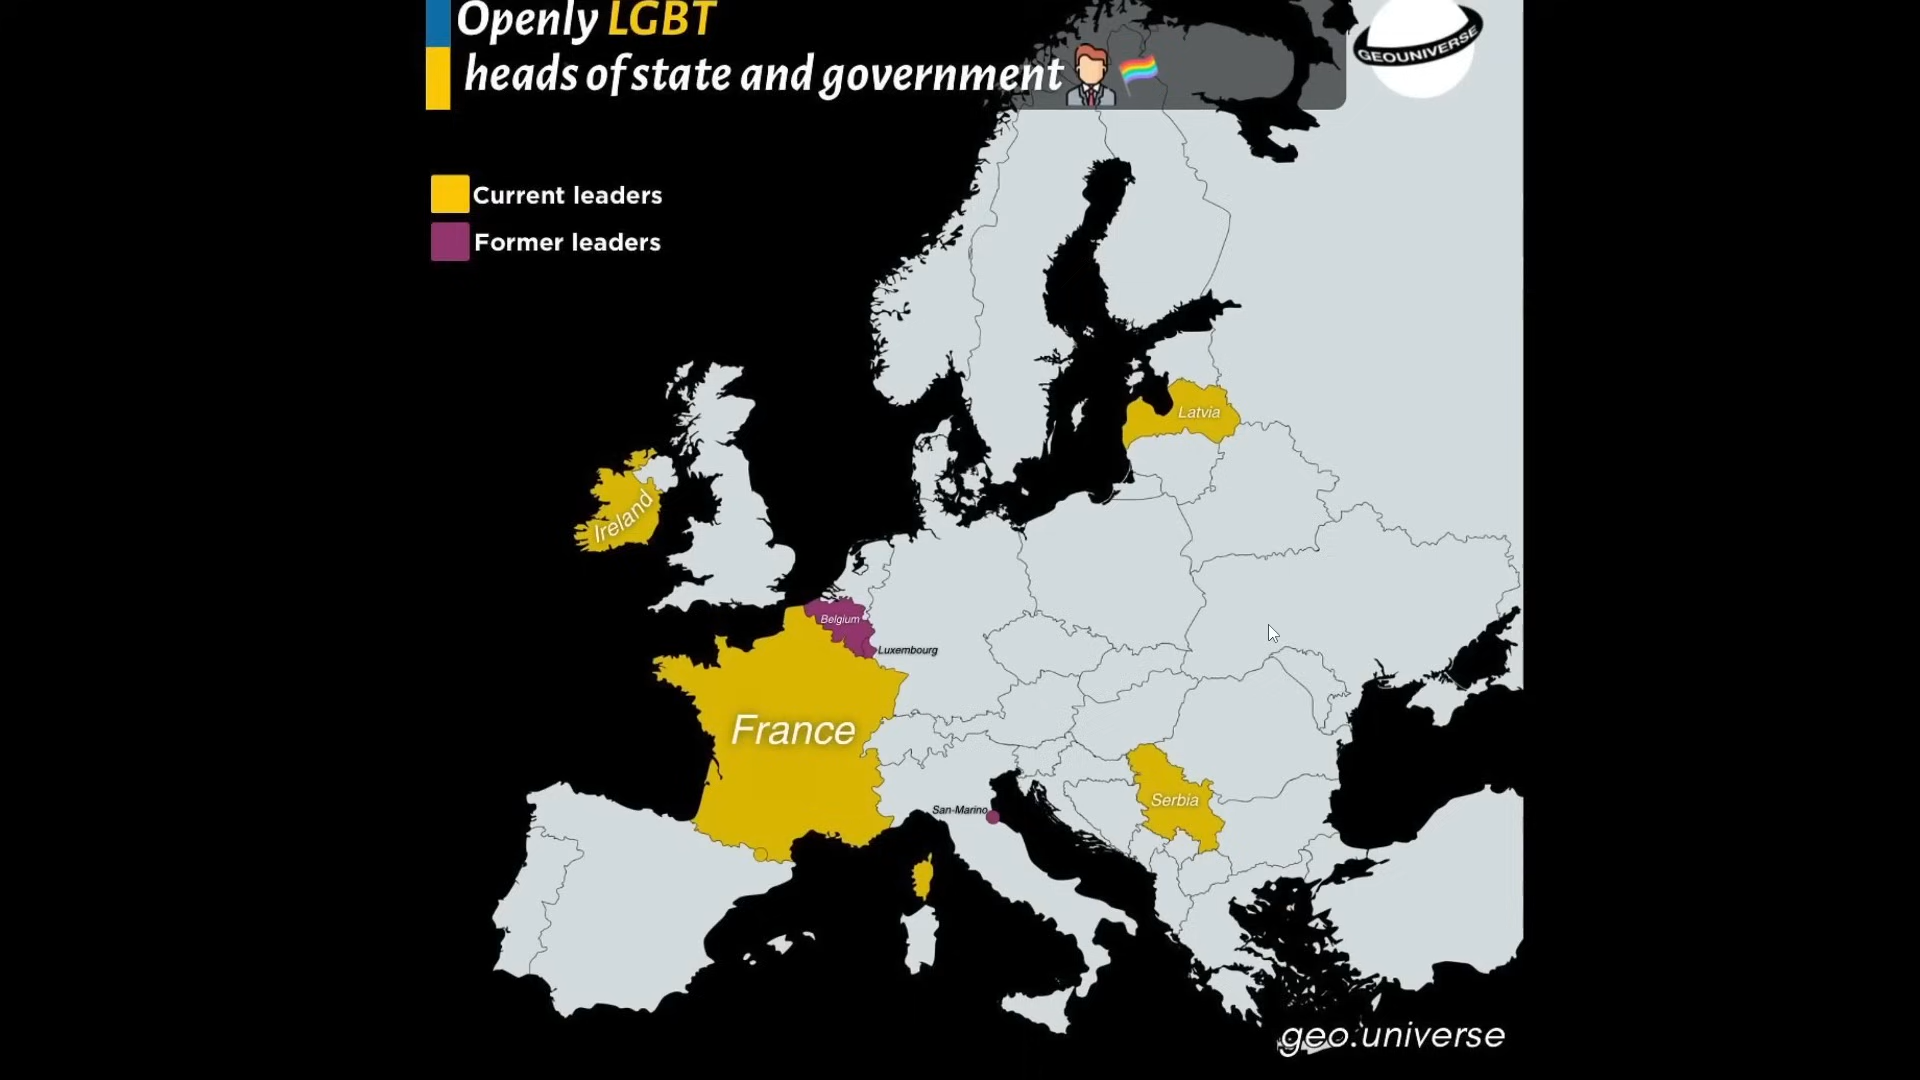 Openly LGBT
heads of state and government
GEOUNIVERSE
Current leaders
Former leaders
Latvia
Ireland
Belgium
Luxembourg
France
Serbia
San-Marino
geo.universe